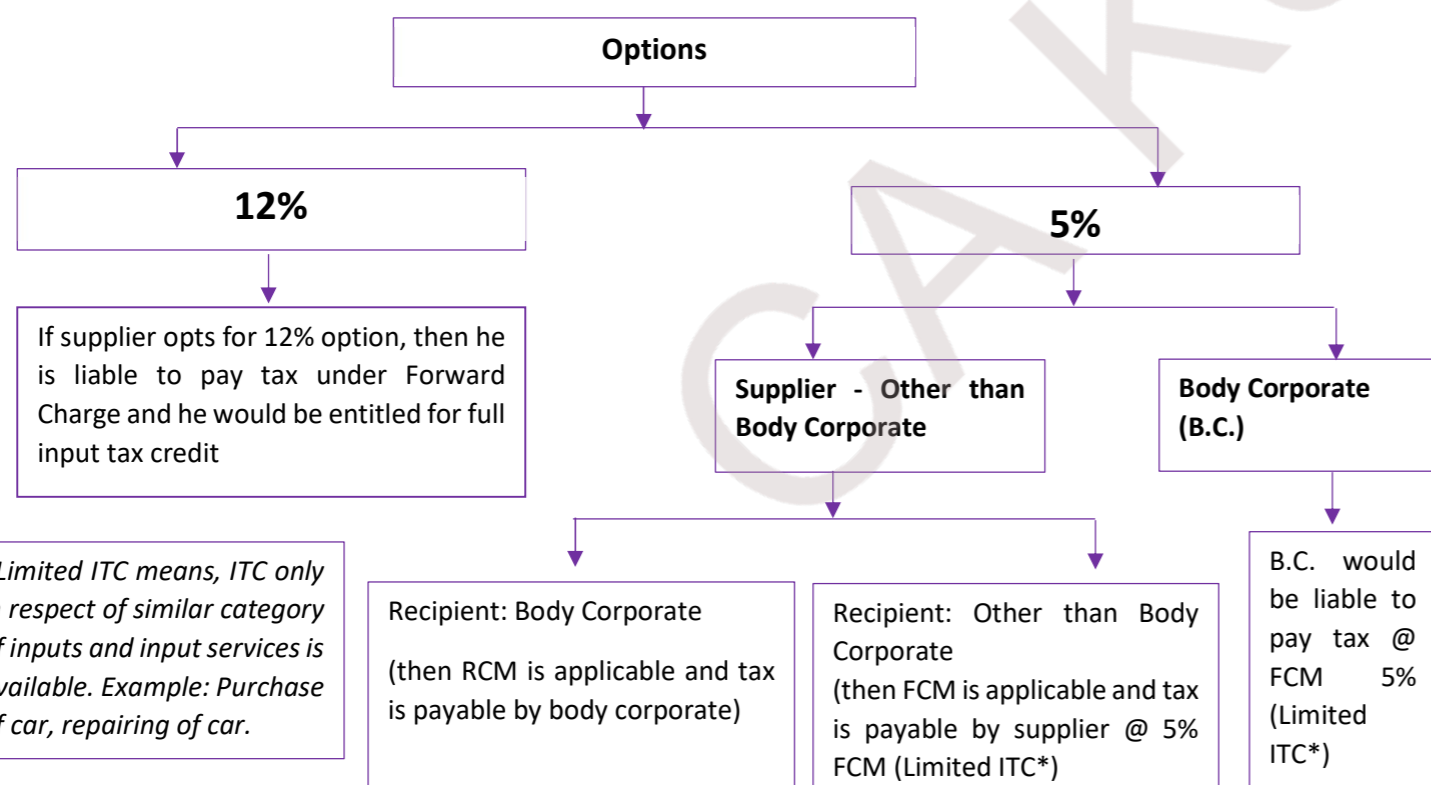 Options
12%
5%
If supplier opts for 12% option, then he
is liable to pay tax under Forward
Charge and he would be entitled for full
input tax credit
Supplier - Other than
Body Corporate
Body Corporate
(B.C.)
Limited ITC means, ITC only
respect of similar category
inputs and input services is
Example: Purchase
car, repairing of car.
Recipient: Body Corporate
(then RCM is applicable and tax
is payable by body corporate)
Recipient: Other than Body
Corporate
(then FCM is applicable and tax
is payable by supplier @ 5%
FCM (Limited ITC*)
B.C. would
be liable to
pay tax @
FCM 5%
(Limited
ITC*)
CA K